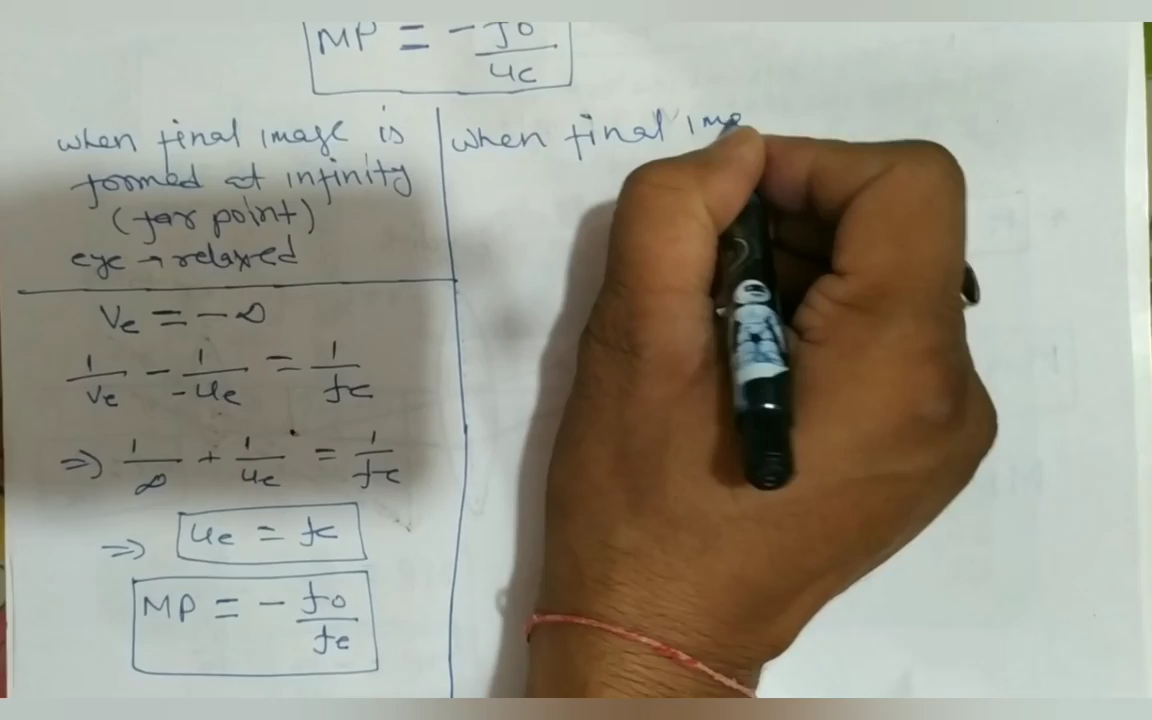 MP = - fo/ue
when final image is
formed at infinity
(far point)
eye → relaxed
Ve = - ∞
1/Ve - 1/-ue = 1/fe
⇒ 1/∞ + 1/ue = 1/fe
⇒ ue = fe
MP = - fo/fe
when final ima